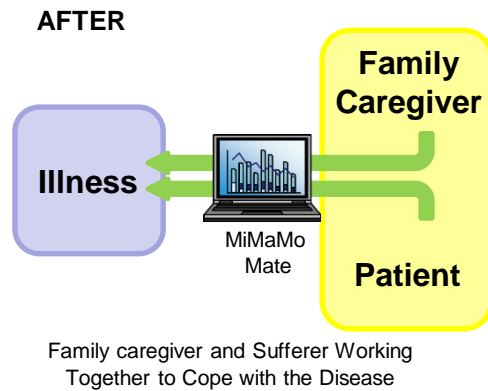 AFTER
Family
Caregiver
Illness
MiMaMo
Mate
Patient
Family caregiver and Sufferer Working
Together to Cope with the Disease